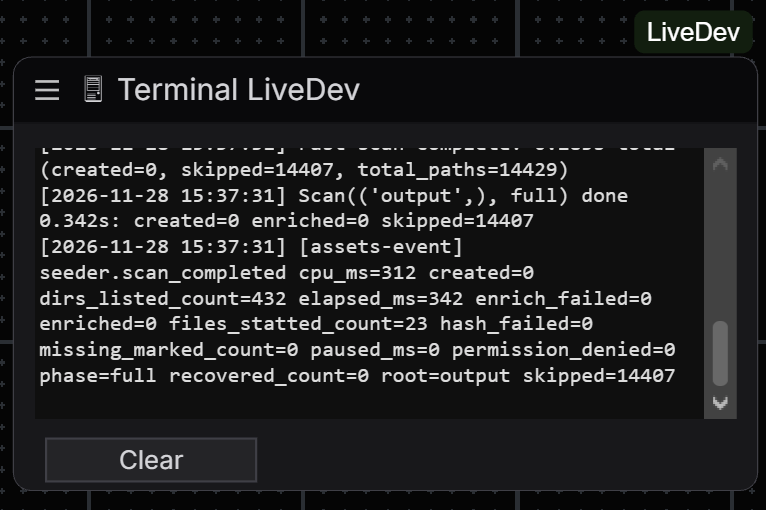 LiveDev
Terminal LiveDev
(created=0, skipped=14407, total_paths=14429)
[2026-11-28 15:37:31] Scan(('output',), full) done
0.342s: created=0 enriched=0 skipped=14407
[2026-11-28 15:37:31] [assets-event]
seeder.scan_completed cpu_ms=312 created=0
dirs_listed_count=432 elapsed_ms=342 enrich_failed=0
enriched=0 files_statted_count=23 hash_failed=0
missing_marked_count=0 paused_ms=0 permission_denied=0
phase=full recovered_count=0 root=output skipped=14407
Clear